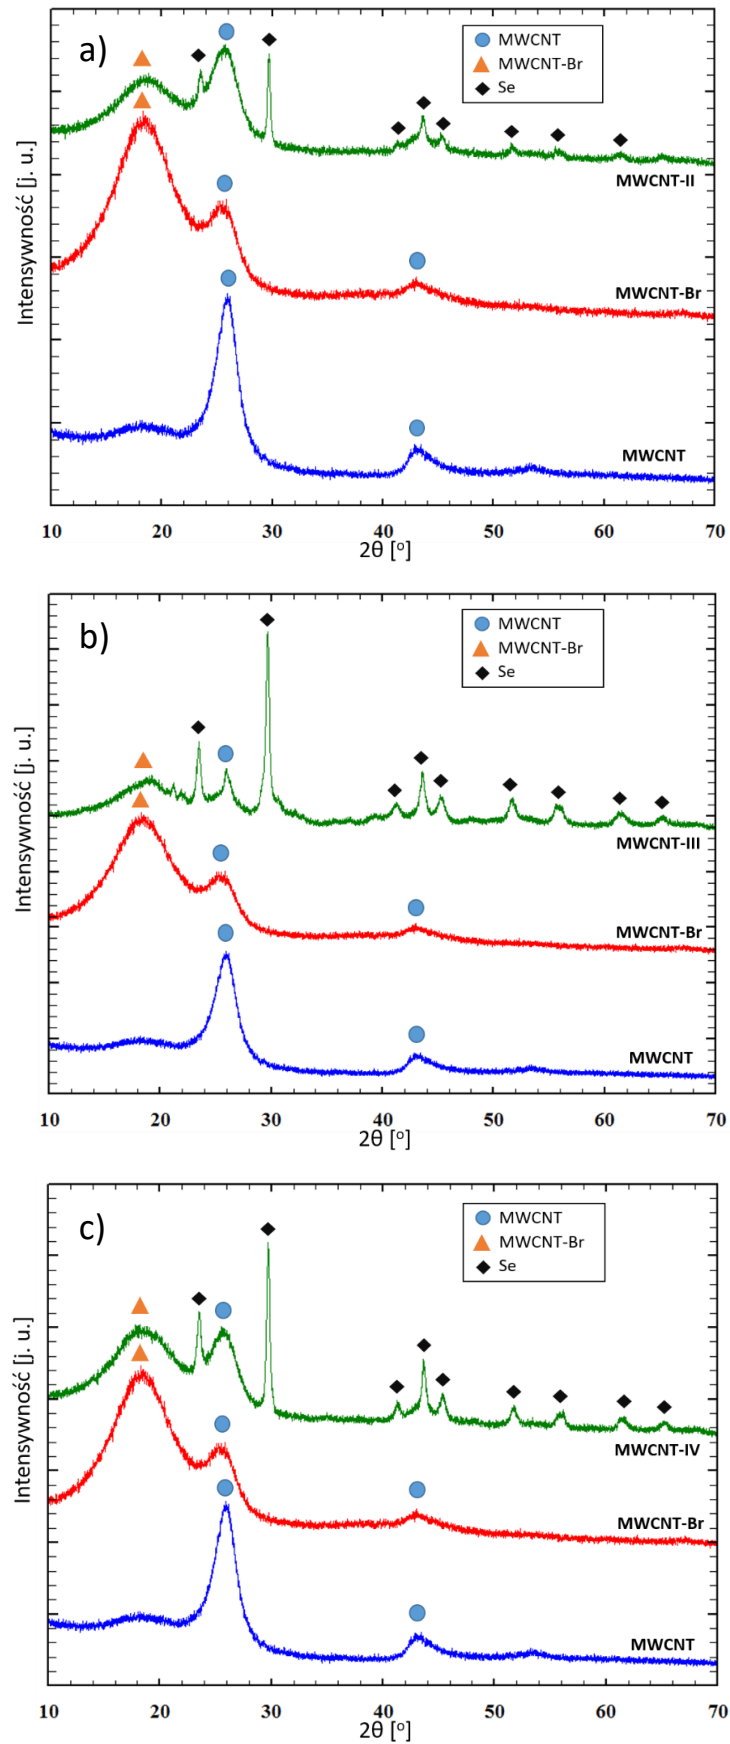 a)
MWCNT
MWCNT-Br
Se
MWCNT-II
MWCNT-Br
MWCNT
Intensywność [j. u.]
10 20 30 40 50 60 70
2θ [o]
b)
MWCNT
MWCNT-Br
Se
MWCNT-III
MWCNT-Br
MWCNT
Intensywność [j. u.]
10 20 30 40 50 60 70
2θ [o]
c)
MWCNT
MWCNT-Br
Se
MWCNT-IV
MWCNT-Br
MWCNT
Intensywność [j. u.]
10 20 30 40 50 60 70
2θ [o]